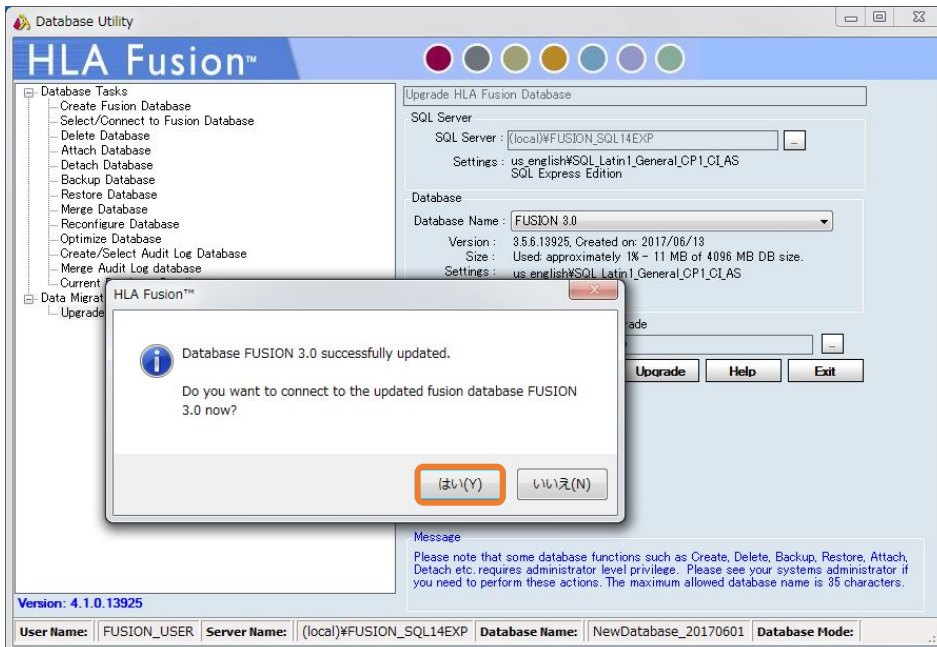 Database Utility
HLA Fusion™
Database Tasks
Create Fusion Database
Select/Connect to Fusion Database
Delete Database
Attach Database
Detach Database
Backup Database
Restore Database
Merge Database
Reconfigure Database
Optimize Database
Create/Select Audit Log Database
Merge Audit Log database
Current
Data Migrat
Upgrade
Upgrade HLA Fusion Database
SQL Server
SQL Server : (local)¥FUSION_SQL14EXP ...
Settings : us_english¥SQL_Latin1_General_CP1_CI_AS
SQL Express Edition
Database
Database Name : FUSION 3.0
Version : 3.5.6.13925, Created on: 2017/06/13
Size : Used: approximately 1% - 11 MB of 4096 MB DB size.
Settings : us_english¥SQL_Latin1_General_CP1_CI_AS
rade
...
Upgrade Help Exit
HLA Fusion™
Database FUSION 3.0 successfully updated.
Do you want to connect to the updated fusion database FUSION
3.0 now?
はい(Y) いいえ(N)
Message
Please note that some database functions such as Create, Delete, Backup, Restore, Attach,
Detach etc. requires administrator level privilege. Please see your systems administrator if
you need to perform these actions. The maximum allowed database name is 35 characters.
Version: 4.1.0.13925
User Name: FUSION_USER Server Name: (local)¥FUSION_SQL14EXP Database Name: NewDatabase_20170601 Database Mode: